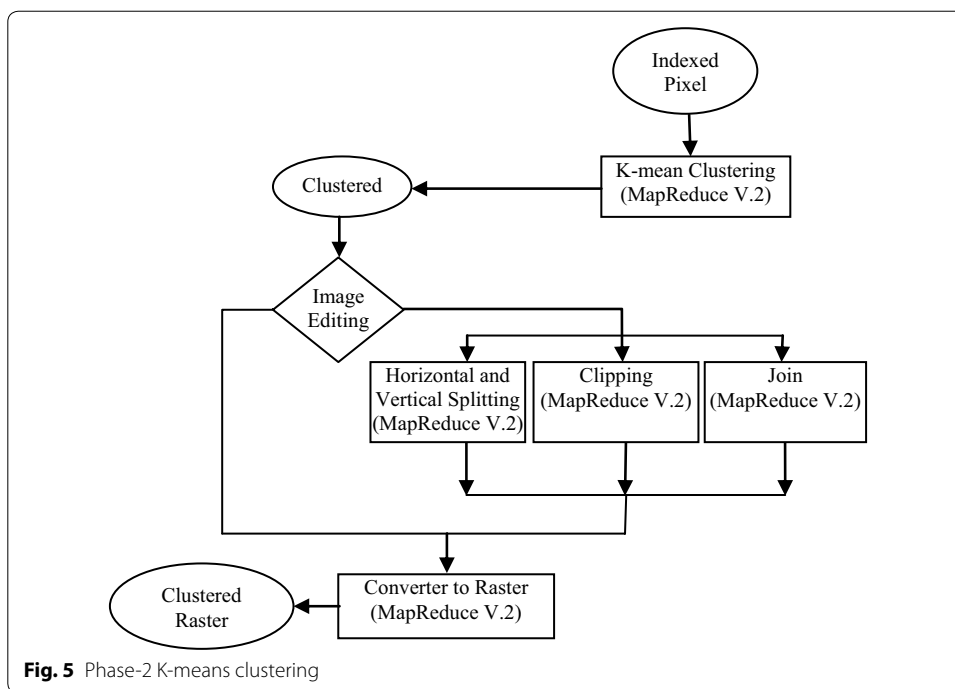 Indexed
Pixel
K-mean Clustering
(MapReduce V.2)
Clustered
Image
Editing
Horizontal and
Vertical Splitting
(MapReduce V.2)
Clipping
(MapReduce V.2)
Join
(MapReduce V.2)
Converter to Raster
(MapReduce V.2)
Clustered
Raster
Fig. 5 Phase-2 K-means clustering